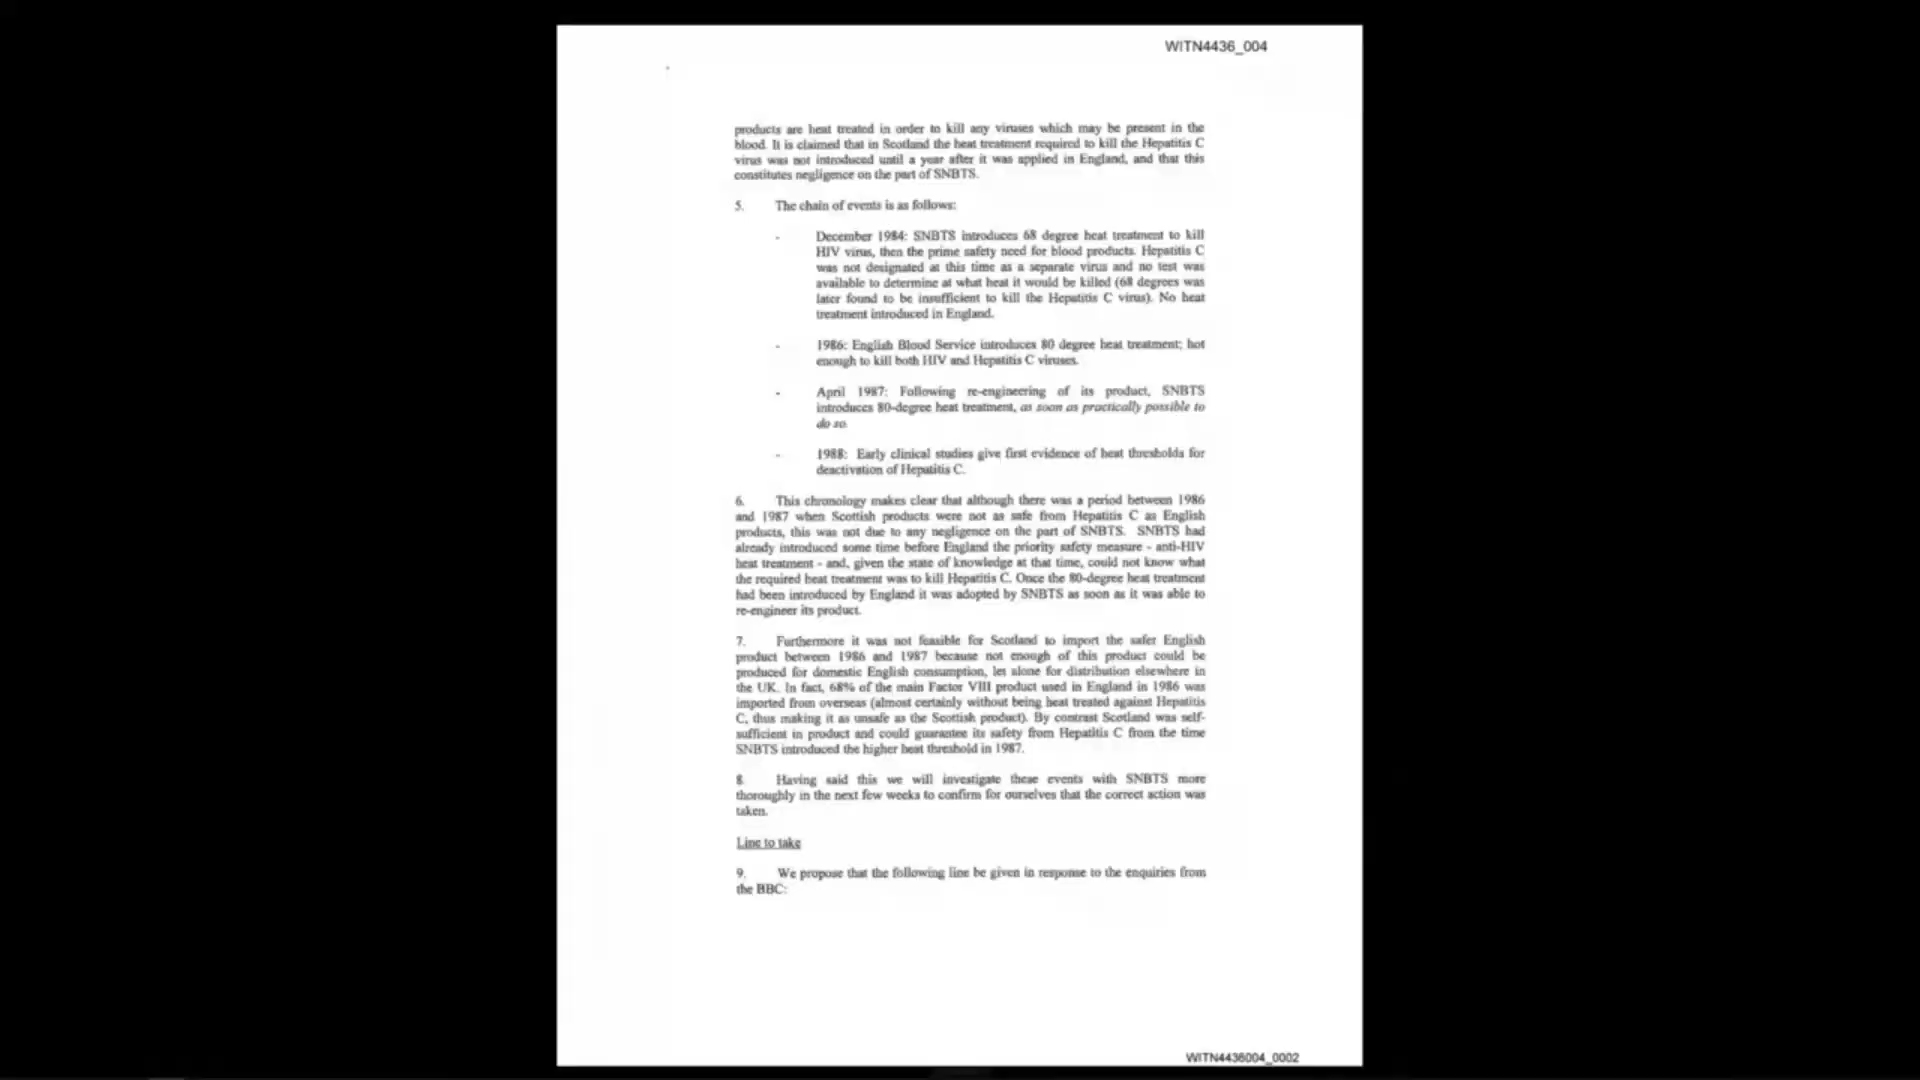 WITN4436_004
products are heat treated in order to kill any viruses which may be present in the
blood. It is claimed that in Scotland the heat treatment required to kill the Hepatitis C
virus was not introduced until a year after it was applied in England, and that this
constitutes negligence on the part of SNBTS.
5. The chain of events is as follows:
- December 1984: SNBTS introduces 68 degree heat treatment to kill
HIV virus, then the prime safety need for blood products. Hepatitis C
was not designated at this time as a separate virus and no test was
available to determine at what heat it would be killed (68 degrees was
later found to be insufficient to kill the Hepatitis C virus). No heat
treatment introduced in England.
- 1986: English Blood Service introduces 80 degree heat treatment; hot
enough to kill both HIV and Hepatitis C viruses.
- April 1987: Following re-engineering of its product, SNBTS
introduces 80-degree heat treatment, as soon as practically possible to
do so.
- 1988: Early clinical studies give first evidence of heat thresholds for
deactivation of Hepatitis C.
6. This chronology makes clear that although there was a period between 1986
and 1987 when Scottish products were not as safe from Hepatitis C as English
products, this was not due to any negligence on the part of SNBTS. SNBTS had
already introduced some time before England the priority safety measure - anti-HIV
heat treatment - and, given the state of knowledge at that time, could not know what
the required heat treatment was to kill Hepatitis C. Once the 80-degree heat treatment
had been introduced by England it was adopted by SNBTS as soon as it was able to
re-engineer its product.
7. Furthermore it was not feasible for Scotland to import the safer English
product between 1986 and 1987 because not enough of this product could be
produced for domestic English consumption, let alone for distribution elsewhere in
the UK. In fact, 68% of the main Factor VIII product used in England in 1986 was
imported from overseas (almost certainly without being heat treated against Hepatitis
C, thus making it as unsafe as the Scottish product). By contrast Scotland was self-
sufficient in product and could guarantee its safety from Hepatitis C from the time
SNBTS introduced the higher heat threshold in 1987.
8. Having said this we will investigate these events with SNBTS more
thoroughly in the next few weeks to confirm for ourselves that the correct action was
taken.
Line to take
9. We propose that the following line be given in response to the enquiries from
the BBC:
WITN4436004_0002